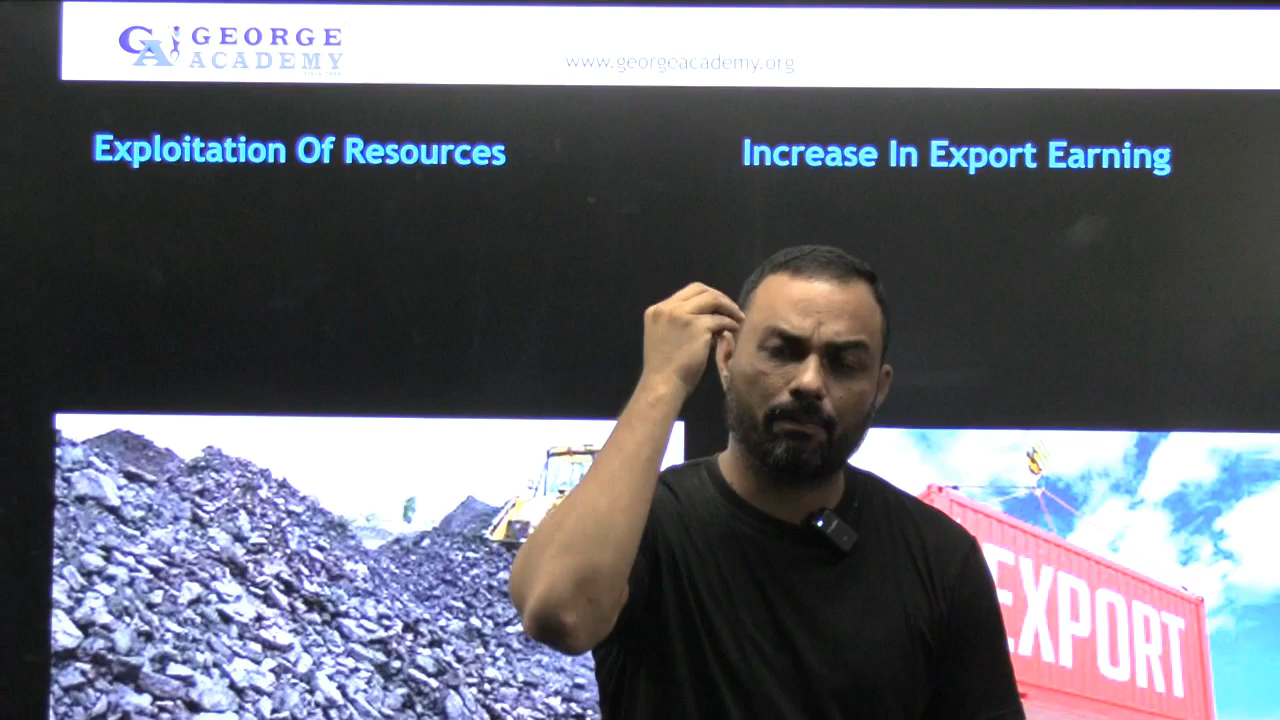 GEORGE
ACADEMY
www.georgeacademy.org
Exploitation Of Resources
Increase In Export Earning
EXPORT